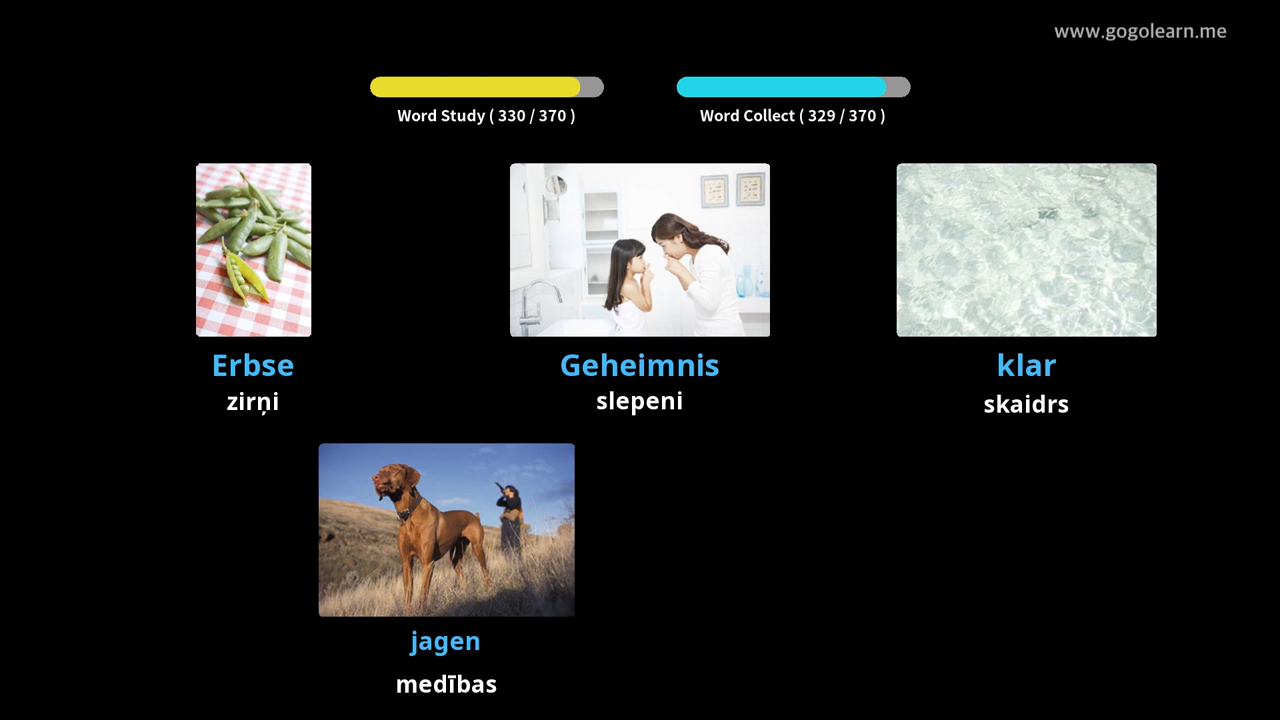 www.gogolearn.me
Word Study ( 330 / 370 )
Word Collect ( 329 / 370 )
Erbse
zirņi
Geheimnis
slepeni
klar
skaidrs
jagen
medības